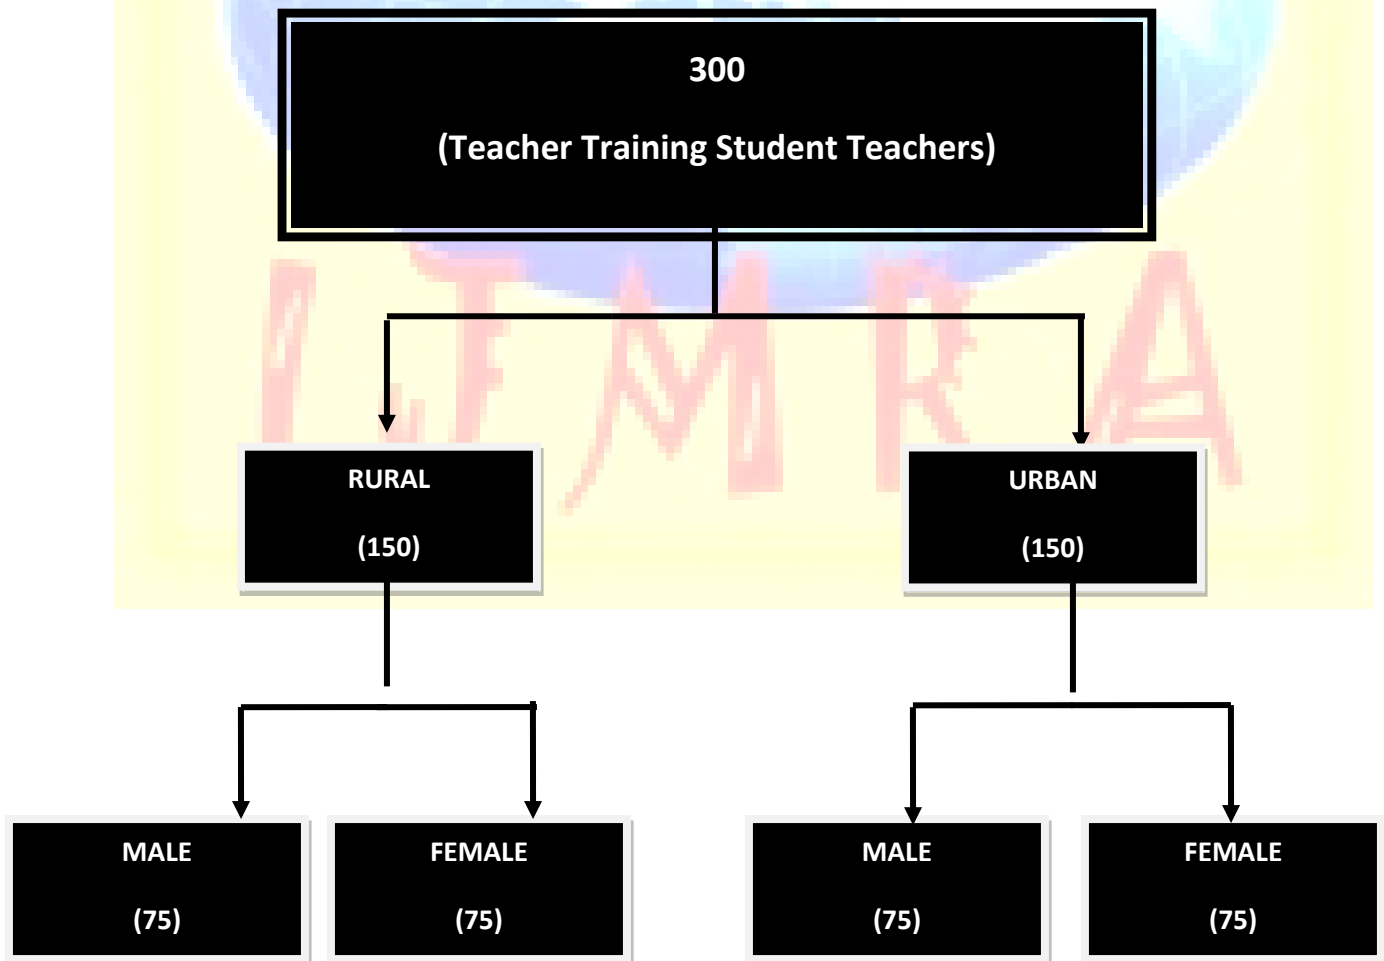 300
(Teacher Training Student Teachers)
IJMRA
RURAL
(150)
URBAN
(150)
MALE
(75)
FEMALE
(75)
MALE
(75)
FEMALE
(75)